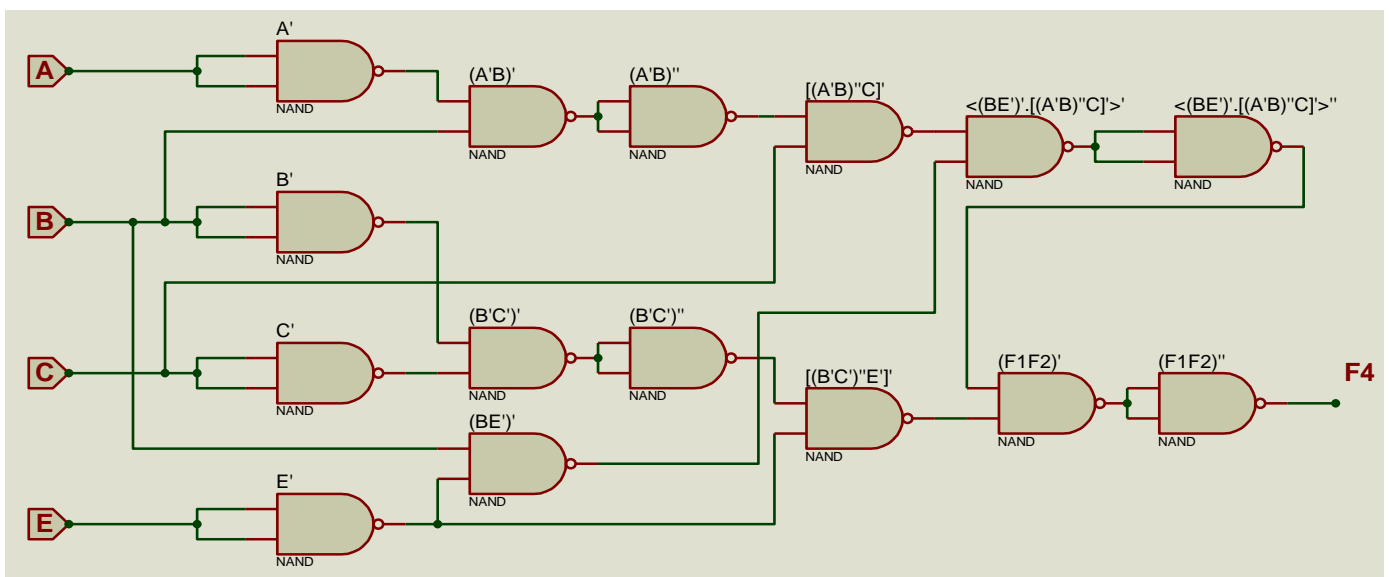 A'
A
(A'B)'
(A'B)''
[(A'B)''C]'
<(BE')'.[(A'B)''C]'>'
<(BE')'.[(A'B)''C]'>''
NAND
NAND
NAND
NAND
NAND
NAND
B'
B
NAND
C'
C
(B'C')'
(B'C')''
[(B'C')''E']'
(F1F2)'
(F1F2)''
F4
NAND
NAND
NAND
(BE')'
NAND
NAND
NAND
E'
E
NAND
NAND